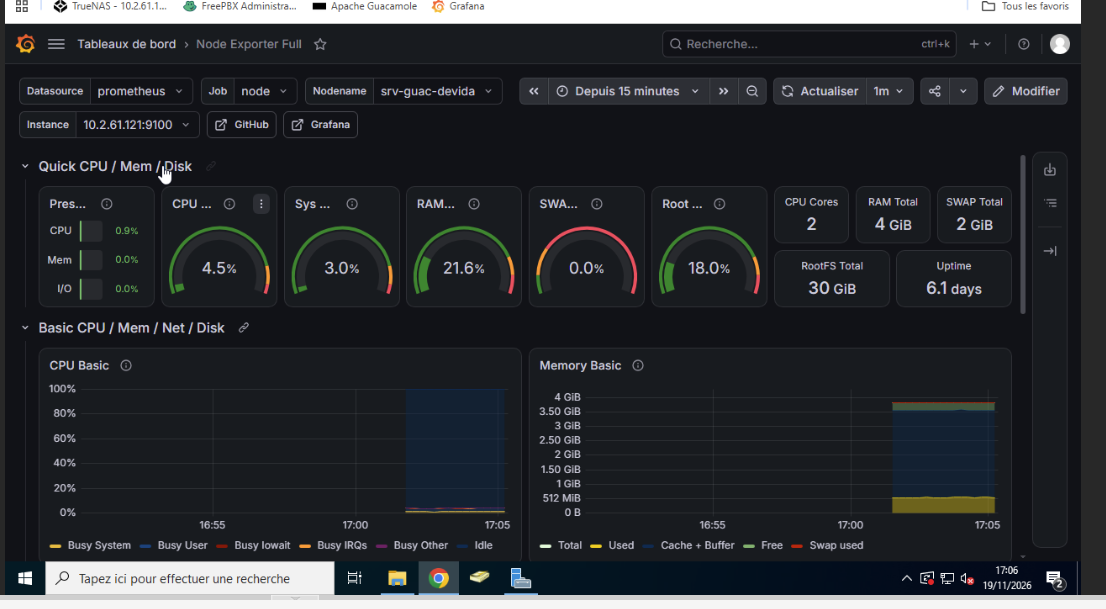 TrueNAS - 10.2.61.1...
FreePBX Administra...
Apache Guacamole
Grafana
Tous les favoris
Tableaux de bord › Node Exporter Full
Recherche... ctrl+k
Datasource prometheus
Job node
Nodename srv-guac-devida
Depuis 15 minutes
Actualiser 1m
Modifier
Instance 10.2.61.121:9100
GitHub
Grafana
Quick CPU / Mem / Disk
Pres...
CPU 0.9%
Mem 0.0%
I/O 0.0%
CPU ...
4.5%
Sys ...
3.0%
RAM...
21.6%
SWA...
0.0%
Root ...
18.0%
CPU Cores
2
RAM Total
4 GiB
SWAP Total
2 GiB
RootFS Total
30 GiB
Uptime
6.1 days
Basic CPU / Mem / Net / Disk
CPU Basic
100%
80%
60%
40%
20%
0%
16:55 17:00 17:05
Busy System Busy User Busy Iowait Busy IRQs Busy Other Idle
Memory Basic
4 GiB
3.50 GiB
3 GiB
2.50 GiB
2 GiB
1.50 GiB
1 GiB
512 MiB
0 B
16:55 17:00 17:05
Total Used Cache + Buffer Free Swap used
Tapez ici pour effectuer une recherche
17:06
19/11/2026
2